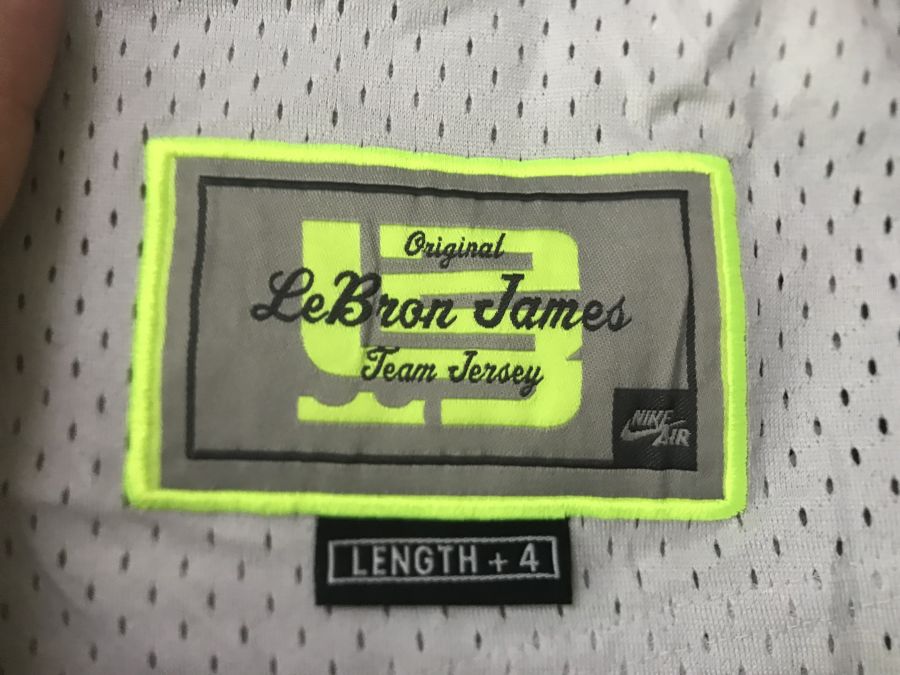 Original
LeBron James
Team Jersey
NIKE
AIR
LENGTH + 4